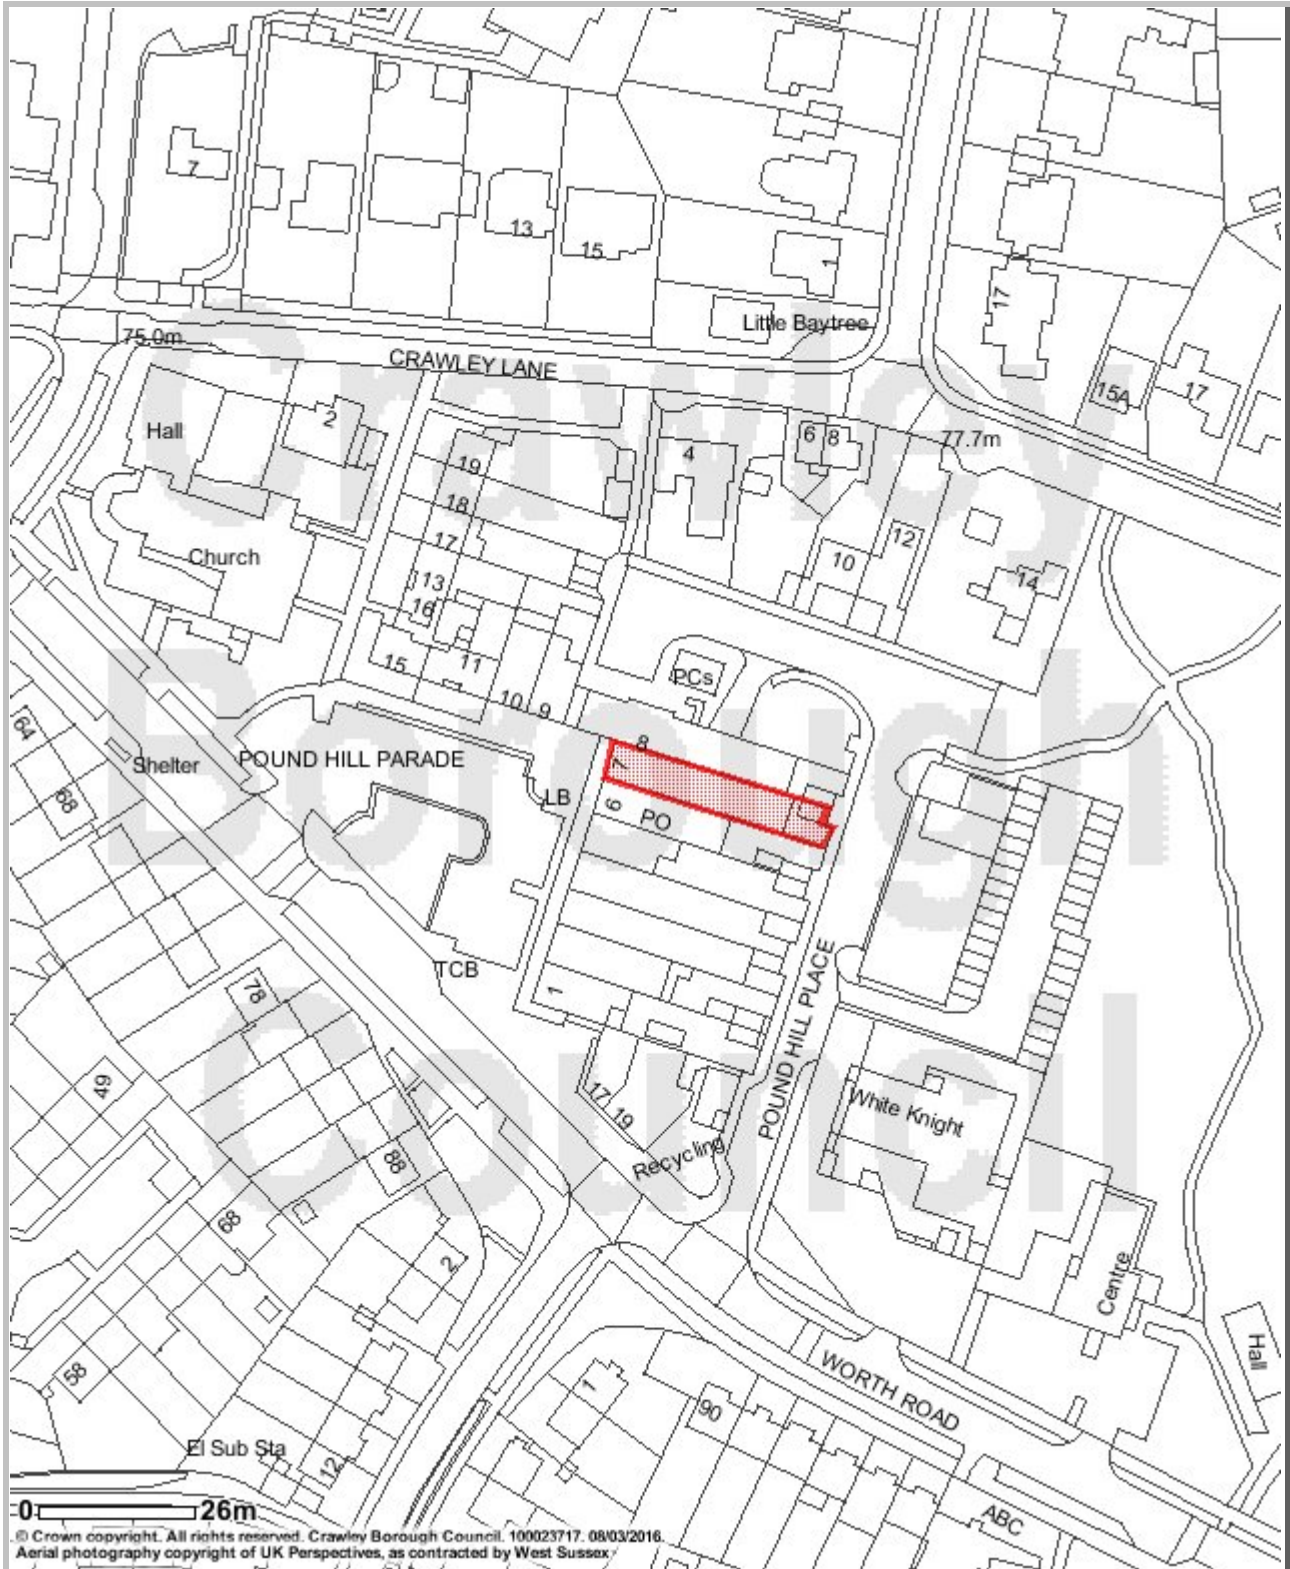 7
13
15
1
17
Little Baytree
75.0m
CRAWLEY LANE
15A
17
2
Hall
4
6
8
77.7m
19
18
17
Church
13
16
10
12
14
15
11
10
9
PCs
64
68
Shelter
POUND HILL PARADE
8
7
LB
6
PO
TCB
78
1
POUND HILL PLACE
49
17
19
White Knight
88
Recycling
68
2
Centre
Hall
58
1
WORTH ROAD
90
El Sub Sta
12
ABC
0 26m
© Crown copyright. All rights reserved. Crawley Borough Council. 100023717. 08/03/2016.
Aerial photography copyright of UK Perspectives, as contracted by West Sussex
Crawley
Borough
Council